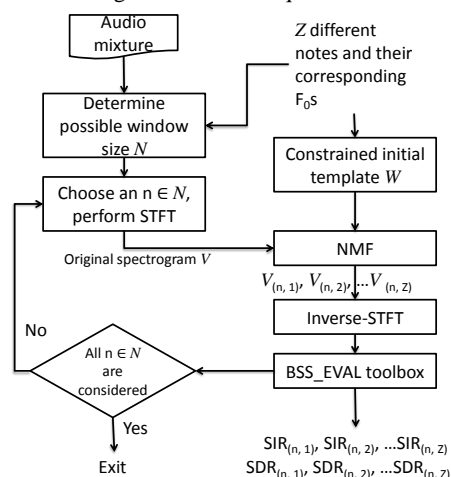 Audio
mixture
Z different
notes and their
corresponding
F₀s
Determine
possible window
size N
Constrained initial
template W
Choose an n ∈ N,
perform STFT
Original spectrogram V
NMF
V(n, 1), V(n, 2), ...V (n, Z)
Inverse-STFT
No
All n ∈ N
are
considered
BSS_EVAL toolbox
Yes
Exit
SIR(n, 1), SIR(n, 2), ...SIR(n, Z)
SDR(n, 1), SDR(n, 2), ...SDR(n, Z)